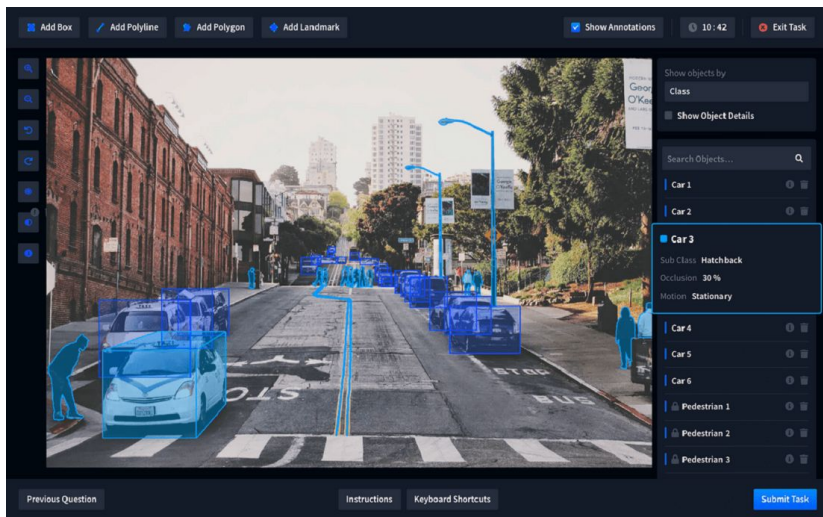 Add Box
Add Polyline
Add Polygon
Add Landmark
Show Annotations
10:42
Exit Task
Show objects by
Class
Show Object Details
Search Objects...
Car 1
Car 2
Car 3
Sub Class Hatchback
Occlusion 30 %
Motion Stationary
Car 4
Car 5
Car 6
Pedestrian 1
Pedestrian 2
Pedestrian 3
STOP
BUS
Previous Question
Instructions
Keyboard Shortcuts
Submit Task